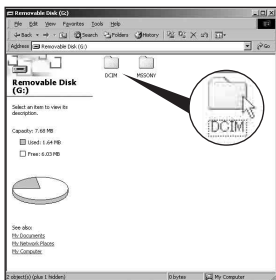 Removable Disk (G:)
File Edit View Favorites Tools Help
Back Search Folders History
Address Removable Disk (G:) Go
DCIM MSSONY
Removable Disk
(G:)
Select an item to view its
description.
Capacity: 7.68 MB
Used: 1.64 MB
Free: 6.03 MB
DCIM
See also:
My Documents
My Network Places
My Computer
2 object(s) (plus 1 hidden) 0 bytes My Computer